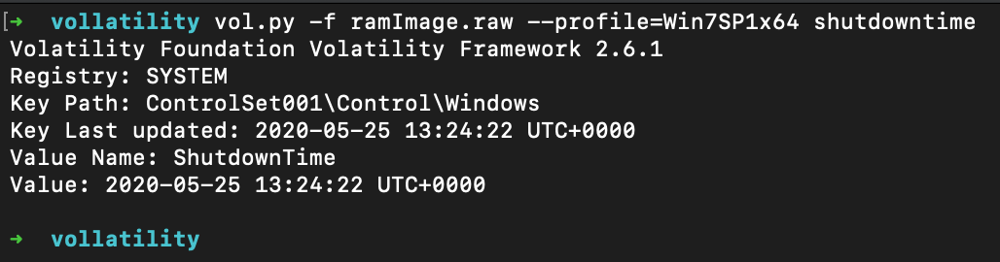 [➜  vollatility vol.py -f ramImage.raw --profile=Win7SP1x64 shutdowntime
Volatility Foundation Volatility Framework 2.6.1
Registry: SYSTEM
Key Path: ControlSet001\Control\Windows
Key Last updated: 2020-05-25 13:24:22 UTC+0000
Value Name: ShutdownTime
Value: 2020-05-25 13:24:22 UTC+0000
➜  vollatility